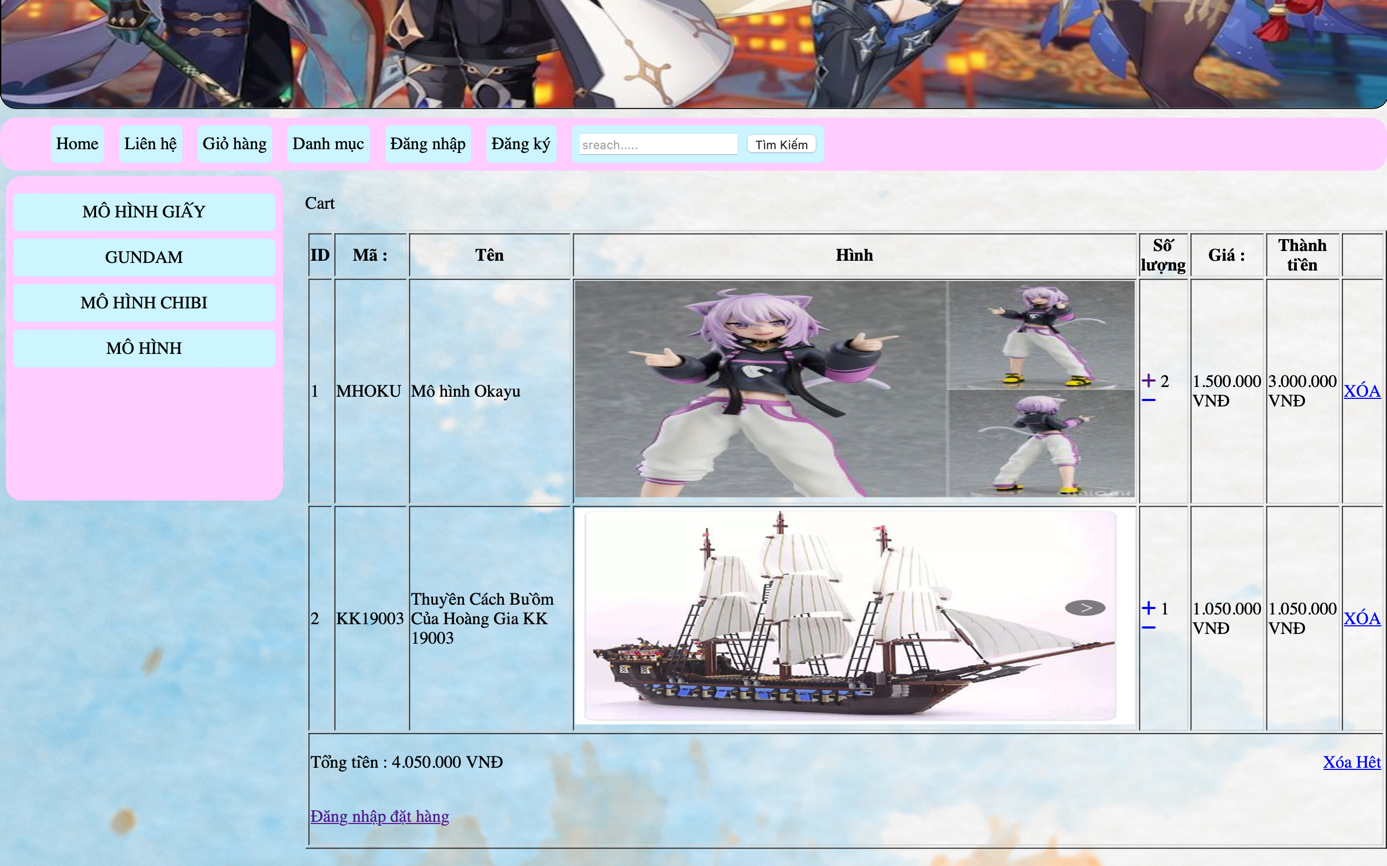 Home Liên hệ Giỏ hàng Danh mục Đăng nhập Đăng ký sreach..... Tìm Kiếm
MÔ HÌNH GIẤY
GUNDAM
MÔ HÌNH CHIBI
MÔ HÌNH
Cart
ID Mã : Tên Hình Số lượng Giá : Thành tiền
1 MHOKU Mô hình Okayu + 2 − 1.500.000 VNĐ 3.000.000 VNĐ XÓA
2 KK19003 Thuyền Cách Buồm Của Hoàng Gia KK 19003 > + 1 − 1.050.000 VNĐ 1.050.000 VNĐ XÓA
Tổng tiền : 4.050.000 VNĐ Xóa Hêt
Đăng nhập đặt hàng